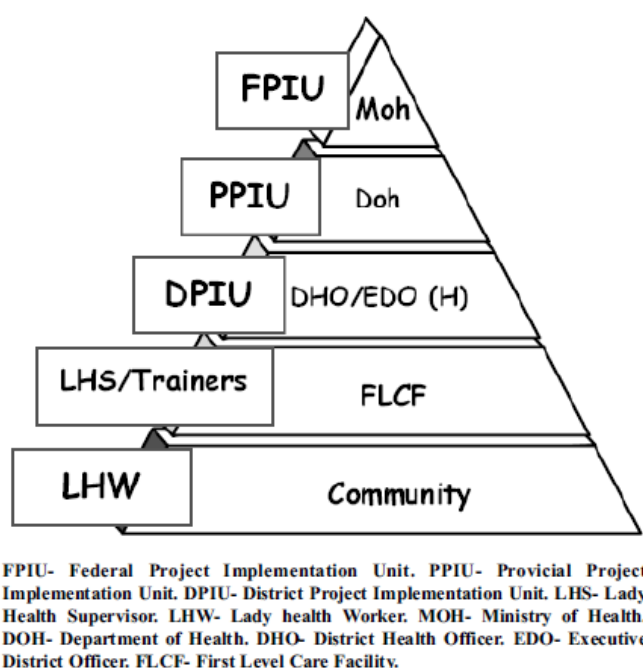 FPIU
Moh
PPIU
Doh
DPIU
DHO/EDO (H)
LHS/Trainers
FLCF
LHW
Community
FPIU- Federal Project Implementation Unit. PPIU- Provicial Project
Implementation Unit. DPIU- District Project Implementation Unit. LHS- Lady
Health Supervisor. LHW- Lady health Worker. MOH- Ministry of Health.
DOH- Department of Health. DHO- District Health Officer. EDO- Executive
District Officer. FLCF- First Level Care Facility.